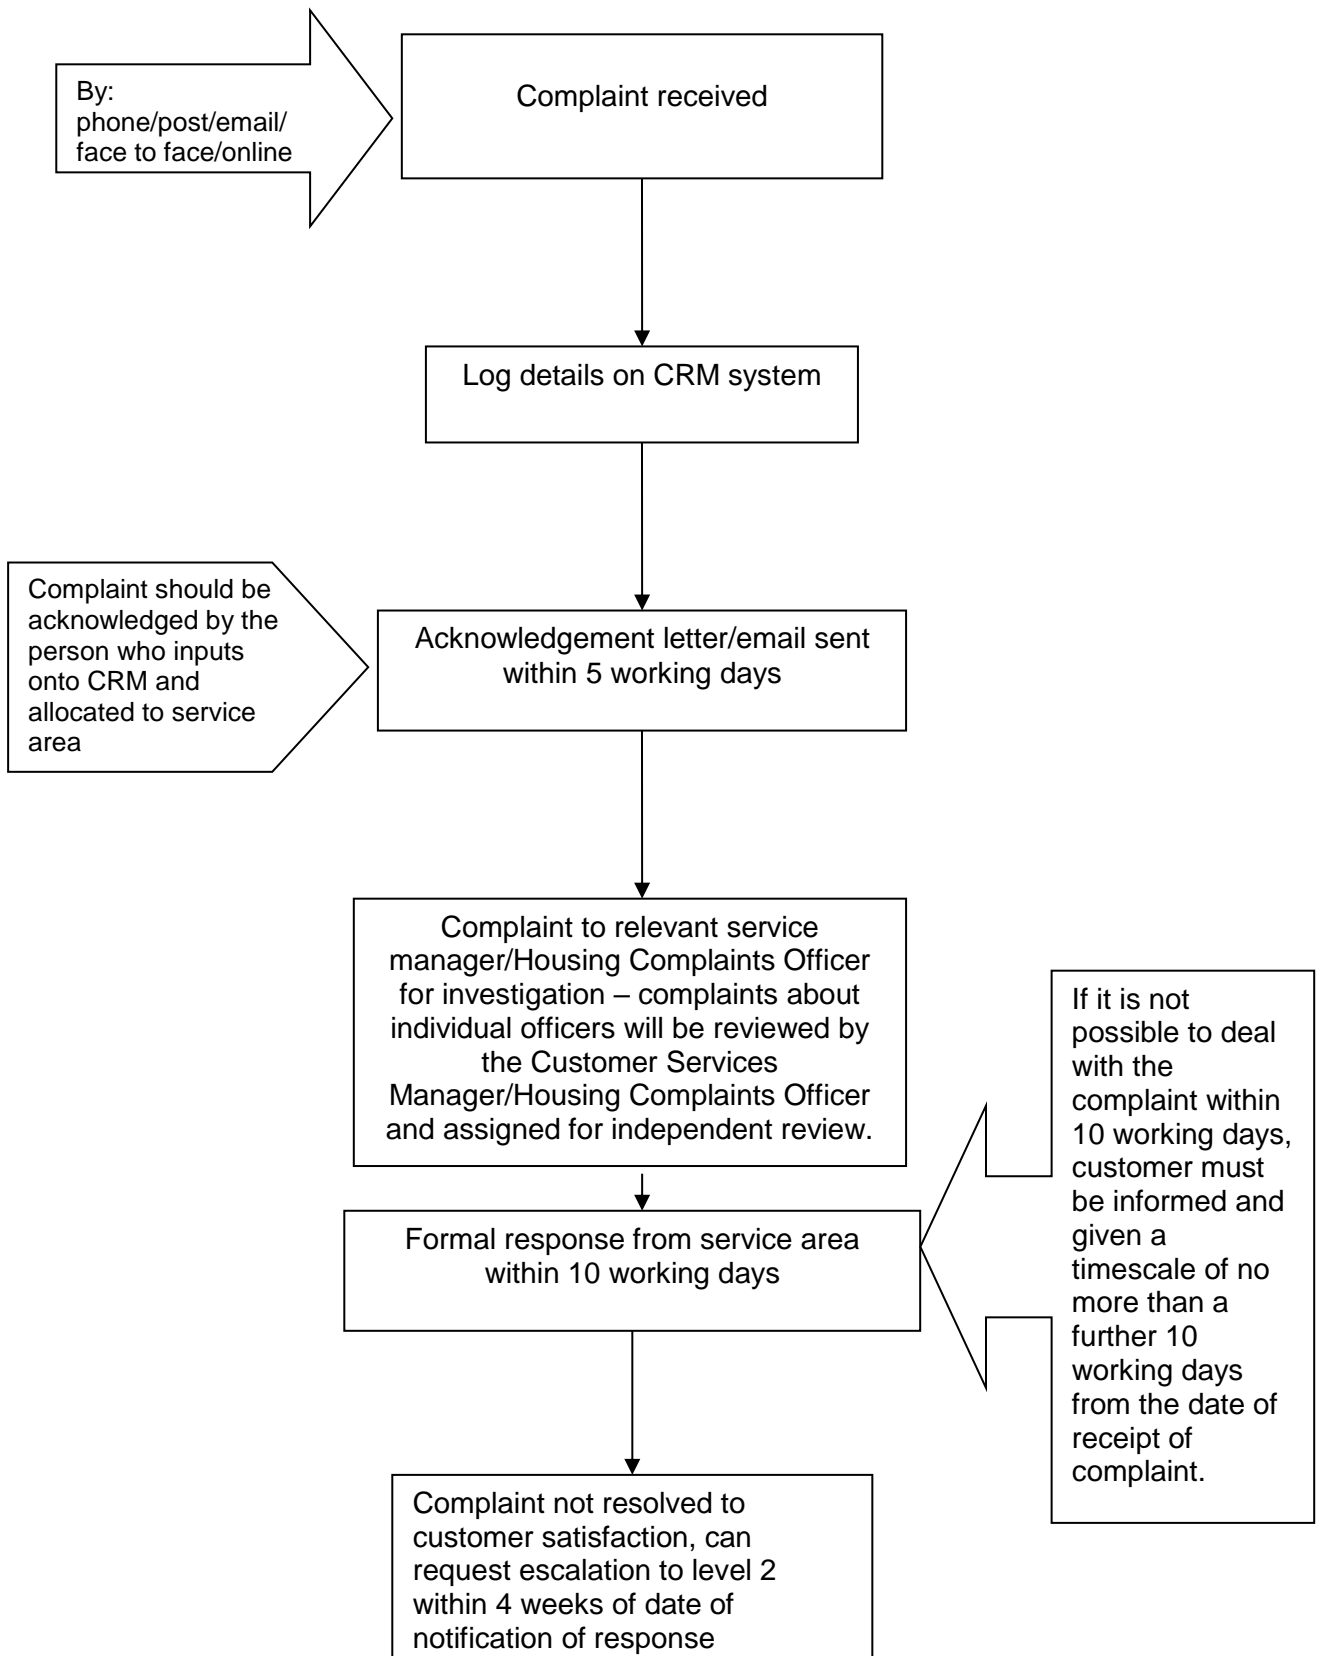 By:
phone/post/email/
face to face/online
Complaint received
Log details on CRM system
Complaint should be
acknowledged by the
person who inputs
onto CRM and
allocated to service
area
Acknowledgement letter/email sent
within 5 working days
Complaint to relevant service
manager/Housing Complaints Officer
for investigation – complaints about
individual officers will be reviewed by
the Customer Services
Manager/Housing Complaints Officer
and assigned for independent review.
If it is not
possible to deal
with the
complaint within
10 working days,
customer must
be informed and
given a
timescale of no
more than a
further 10
working days
from the date of
receipt of
complaint.
Formal response from service area
within 10 working days
Complaint not resolved to
customer satisfaction, can
request escalation to level 2
within 4 weeks of date of
notification of response